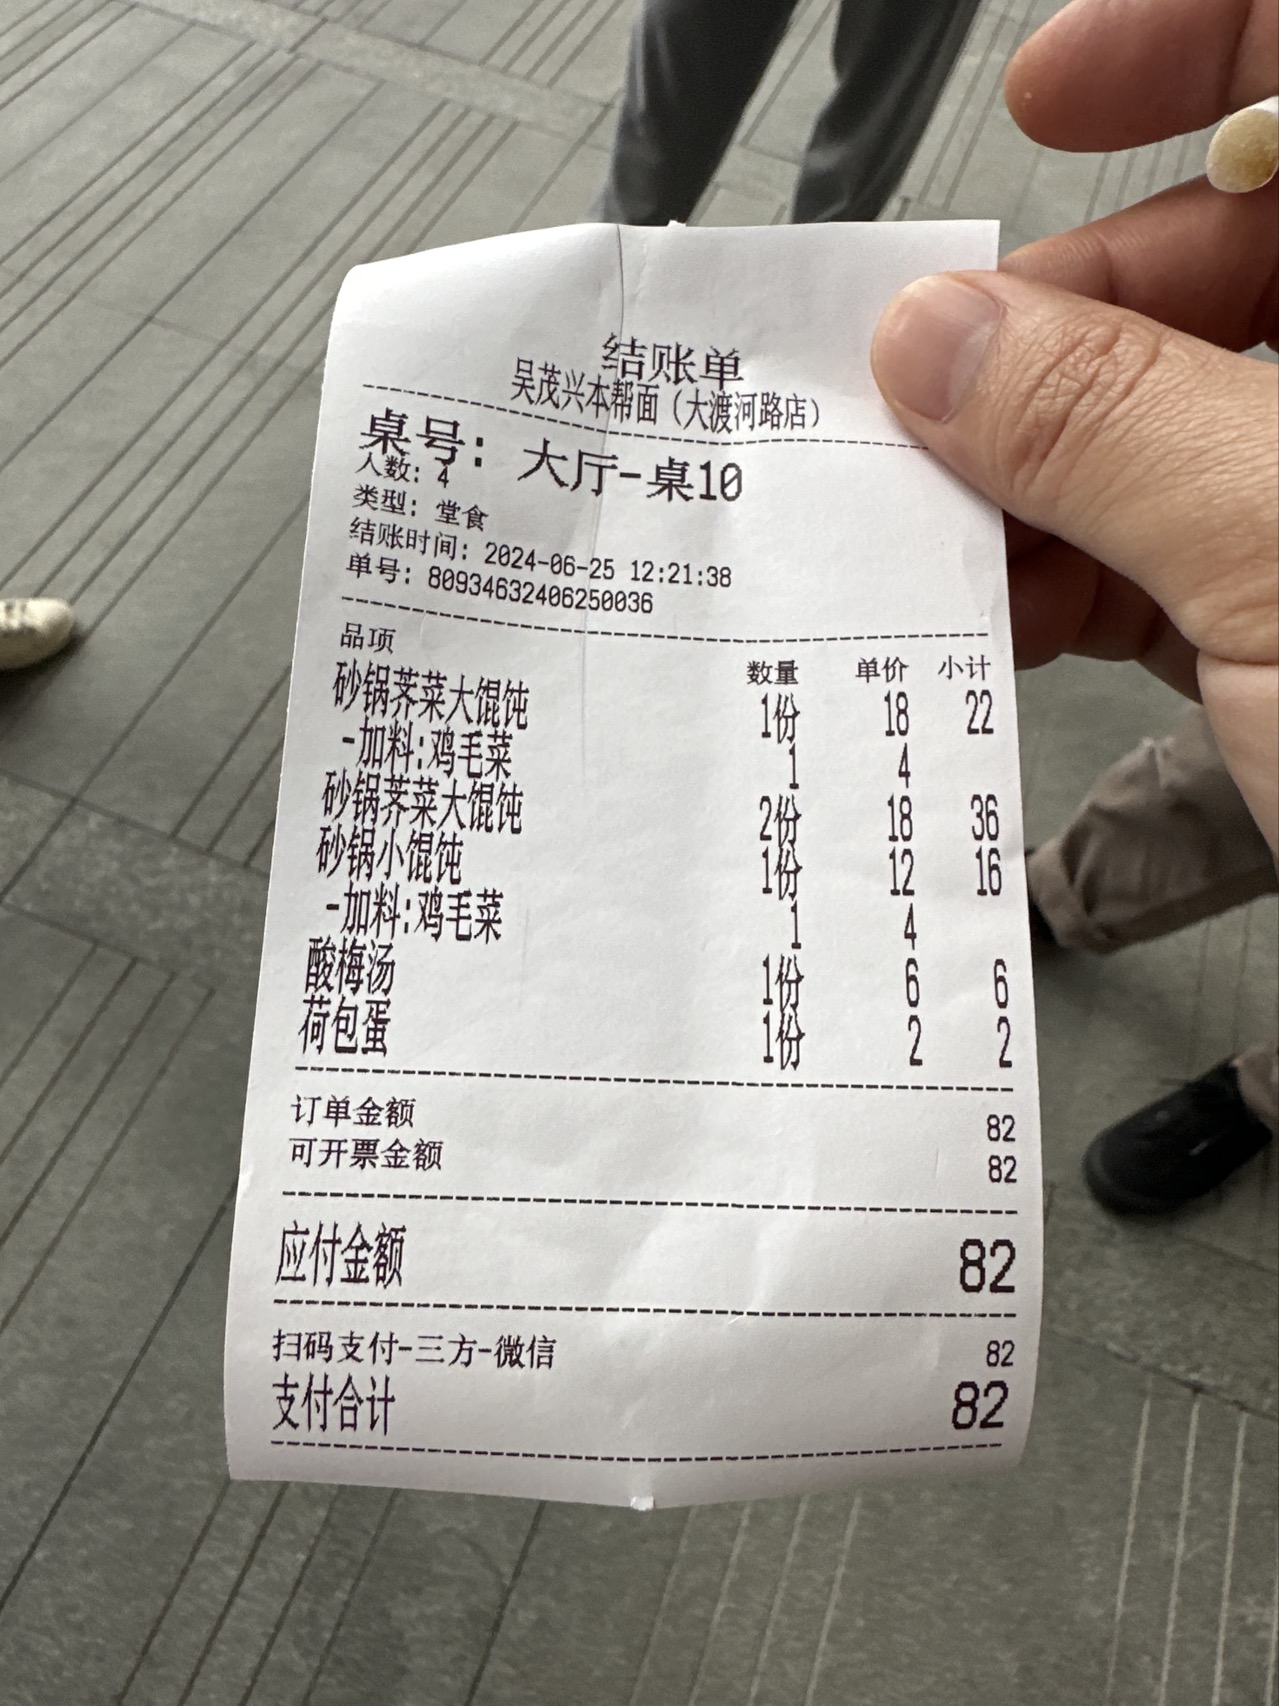 结账单
吴茂兴本帮面（大渡河路店）
桌号：大厅-桌10
人数：4
类型：堂食
结账时间：2024-06-25 12:21:38
单号：80934632406250036
品项 数量 单价 小计
砂锅荠菜大馄饨 1份 18 22
-加料:鸡毛菜 1 4
砂锅荠菜大馄饨 2份 18 36
砂锅小馄饨 1份 12 16
-加料:鸡毛菜 1 4
酸梅汤 1份 6 6
荷包蛋 1份 2 2
订单金额 82
可开票金额 82
应付金额 82
扫码支付-三方-微信 82
支付合计 82